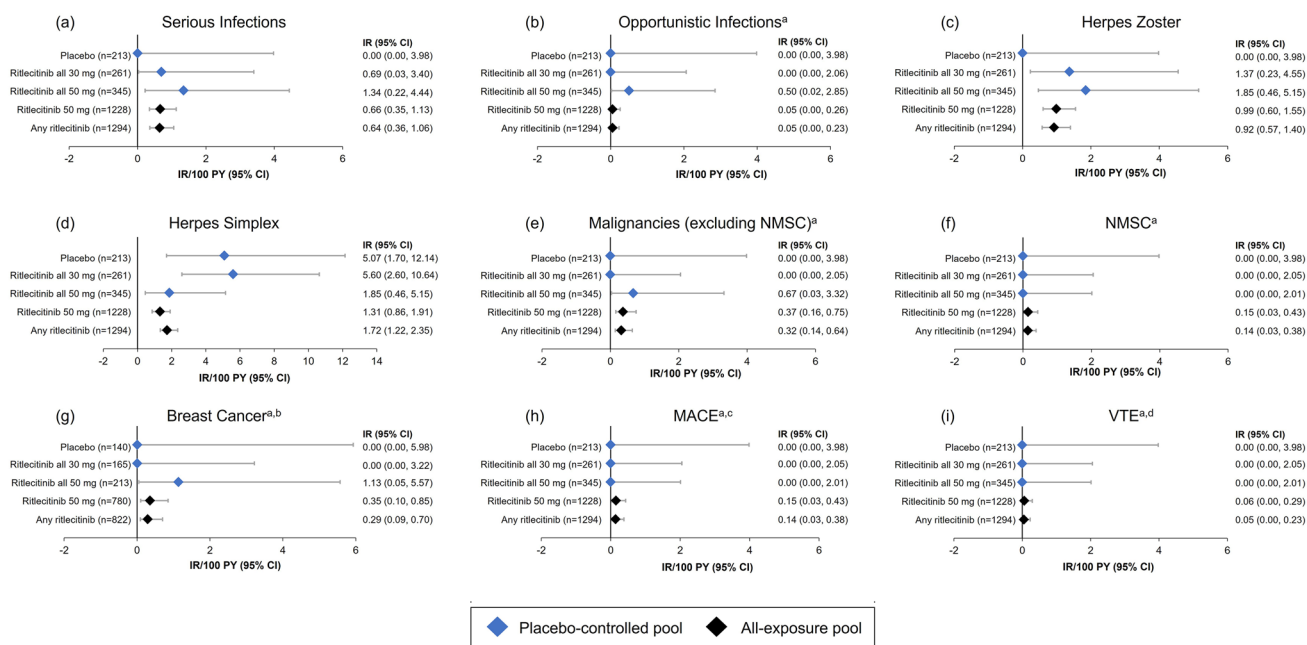 (a) Serious Infections
IR (95% CI)
Placebo (n=213) 0.00 (0.00, 3.98)
Ritlecitinib all 30 mg (n=261) 0.69 (0.03, 3.40)
Ritlecitinib all 50 mg (n=345) 1.34 (0.22, 4.44)
Ritlecitinib 50 mg (n=1228) 0.66 (0.35, 1.13)
Any ritlecitinib (n=1294) 0.64 (0.36, 1.06)
-2 0 2 4 6
IR/100 PY (95% CI)
(b) Opportunistic Infectionsa
IR (95% CI)
Placebo (n=213) 0.00 (0.00, 3.98)
Ritlecitinib all 30 mg (n=261) 0.00 (0.00, 2.06)
Ritlecitinib all 50 mg (n=345) 0.50 (0.02, 2.85)
Ritlecitinib 50 mg (n=1228) 0.05 (0.00, 0.26)
Any ritlecitinib (n=1294) 0.05 (0.00, 0.23)
-2 0 2 4 6
IR/100 PY (95% CI)
(c) Herpes Zoster
IR (95% CI)
Placebo (n=213) 0.00 (0.00, 3.98)
Ritlecitinib all 30 mg (n=261) 1.37 (0.23, 4.55)
Ritlecitinib all 50 mg (n=345) 1.85 (0.46, 5.15)
Ritlecitinib 50 mg (n=1228) 0.99 (0.60, 1.55)
Any ritlecitinib (n=1294) 0.92 (0.57, 1.40)
-2 0 2 4 6
IR/100 PY (95% CI)
(d) Herpes Simplex
IR (95% CI)
Placebo (n=213) 5.07 (1.70, 12.14)
Ritlecitinib all 30 mg (n=261) 5.60 (2.60, 10.64)
Ritlecitinib all 50 mg (n=345) 1.85 (0.46, 5.15)
Ritlecitinib 50 mg (n=1228) 1.31 (0.86, 1.91)
Any ritlecitinib (n=1294) 1.72 (1.22, 2.35)
0 2 4 6 8 10 12 14
IR/100 PY (95% CI)
(e) Malignancies (excluding NMSC)a
IR (95% CI)
Placebo (n=213) 0.00 (0.00, 3.98)
Ritlecitinib all 30 mg (n=261) 0.00 (0.00, 2.05)
Ritlecitinib all 50 mg (n=345) 0.67 (0.03, 3.32)
Ritlecitinib 50 mg (n=1228) 0.37 (0.16, 0.75)
Any ritlecitinib (n=1294) 0.32 (0.14, 0.64)
-2 0 2 4 6
IR/100 PY (95% CI)
(f) NMSCa
IR (95% CI)
Placebo (n=213) 0.00 (0.00, 3.98)
Ritlecitinib all 30 mg (n=261) 0.00 (0.00, 2.05)
Ritlecitinib all 50 mg (n=345) 0.00 (0.00, 2.01)
Ritlecitinib 50 mg (n=1228) 0.15 (0.03, 0.43)
Any ritlecitinib (n=1294) 0.14 (0.03, 0.38)
-2 0 2 4 6
IR/100 PY (95% CI)
(g) Breast Cancera,b
IR (95% CI)
Placebo (n=140) 0.00 (0.00, 5.98)
Ritlecitinib all 30 mg (n=165) 0.00 (0.00, 3.22)
Ritlecitinib all 50 mg (n=213) 1.13 (0.05, 5.57)
Ritlecitinib 50 mg (n=780) 0.35 (0.10, 0.85)
Any ritlecitinib (n=822) 0.29 (0.09, 0.70)
-2 0 2 4 6
IR/100 PY (95% CI)
(h) MACEa,c
IR (95% CI)
Placebo (n=213) 0.00 (0.00, 3.98)
Ritlecitinib all 30 mg (n=261) 0.00 (0.00, 2.05)
Ritlecitinib all 50 mg (n=345) 0.00 (0.00, 2.01)
Ritlecitinib 50 mg (n=1228) 0.15 (0.03, 0.43)
Any ritlecitinib (n=1294) 0.14 (0.03, 0.38)
-2 0 2 4 6
IR/100 PY (95% CI)
(i) VTEa,d
IR (95% CI)
Placebo (n=213) 0.00 (0.00, 3.98)
Ritlecitinib all 30 mg (n=261) 0.00 (0.00, 2.05)
Ritlecitinib all 50 mg (n=345) 0.00 (0.00, 2.01)
Ritlecitinib 50 mg (n=1228) 0.06 (0.00, 0.29)
Any ritlecitinib (n=1294) 0.05 (0.00, 0.23)
-2 0 2 4 6
IR/100 PY (95% CI)
Placebo-controlled pool All-exposure pool